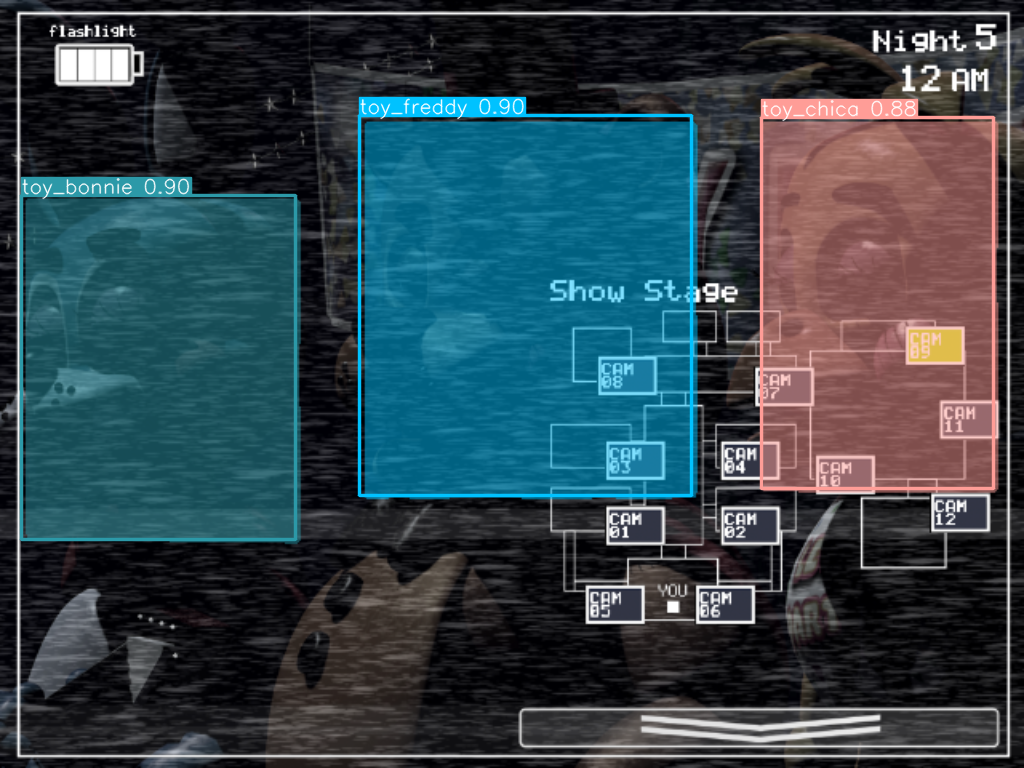 flashlight
Night 5
12 AM
toy_freddy 0.90
toy_chica 0.88
toy_bonnie 0.90
Show Stage
CAM 09
CAM 08
CAM 07
CAM 11
CAM 03
CAM 04
CAM 10
CAM 01
CAM 02
CAM 12
CAM 05
YOU
CAM 06